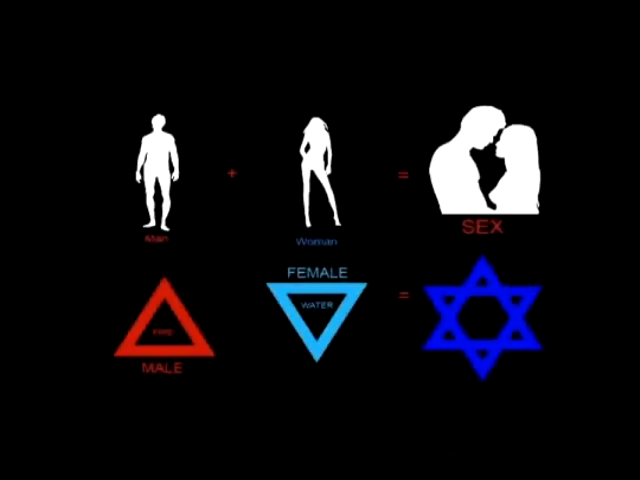 +
=
Man
Woman
SEX
FEMALE
WATER
=
FIRE
MALE